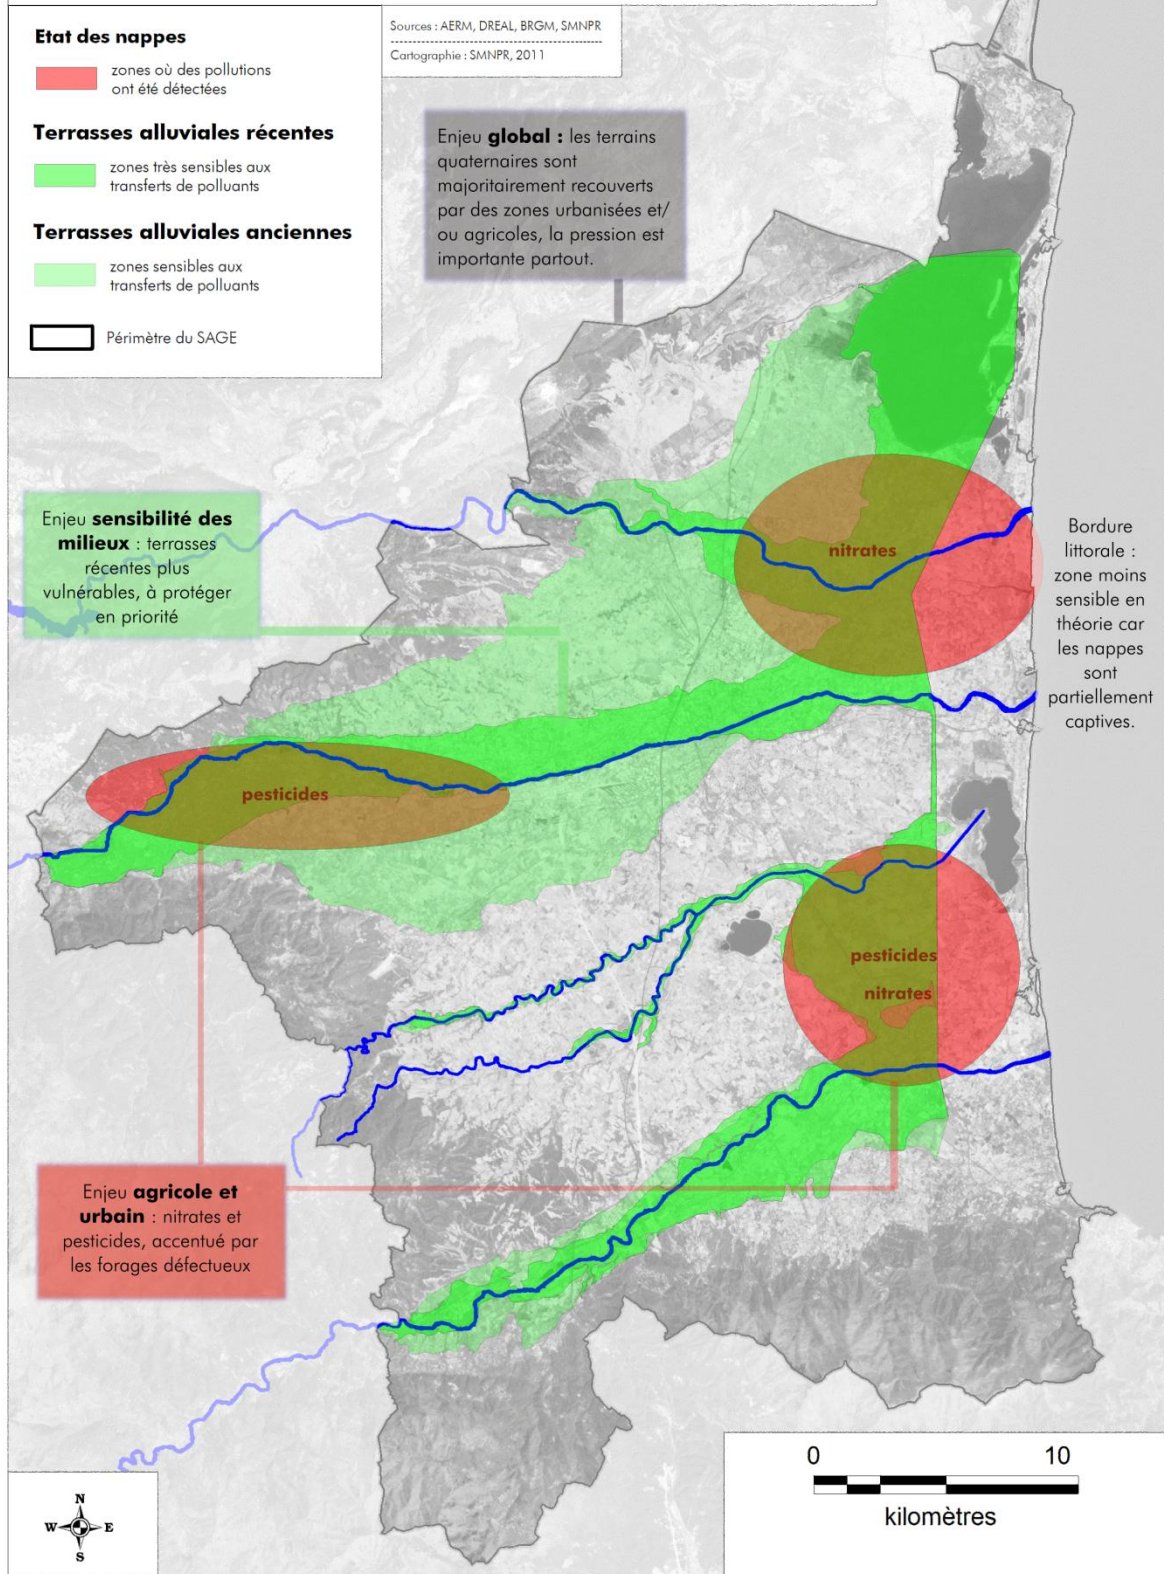 Etat des nappes
zones où des pollutions
ont été détectées
Terrasses alluviales récentes
zones très sensibles aux
transferts de polluants
Terrasses alluviales anciennes
zones sensibles aux
transferts de polluants
Périmètre du SAGE
Sources : AERM, DREAL, BRGM, SMNPR
Cartographie : SMNPR, 2011
Enjeu global : les terrains
quaternaires sont
majoritairement recouverts
par des zones urbanisées et/
ou agricoles, la pression est
importante partout.
Enjeu sensibilité des
milieux : terrasses
récentes plus
vulnérables, à protéger
en priorité
nitrates
Bordure
littorale :
zone moins
sensible en
théorie car
les nappes
sont
partiellement
captives.
pesticides
pesticides
nitrates
Enjeu agricole et
urbain : nitrates et
pesticides, accentué par
les forages défectueux
N
W E
S
0 10
kilomètres